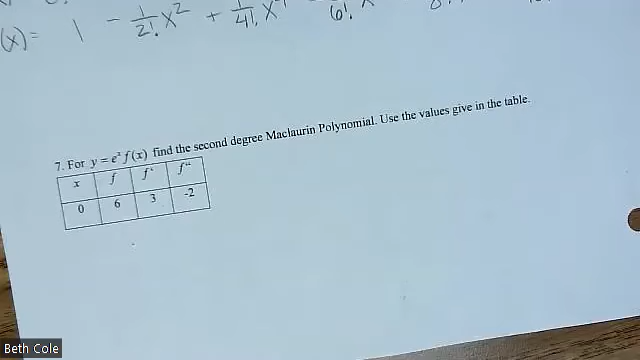 (x) = 1 - 1/2! x² + 1/4! x 6! x
7. For y = eˣ f(x) find the second degree Maclaurin Polynomial. Use the values give in the table.
x f f' f"
0 6 3 -2
Beth Cole